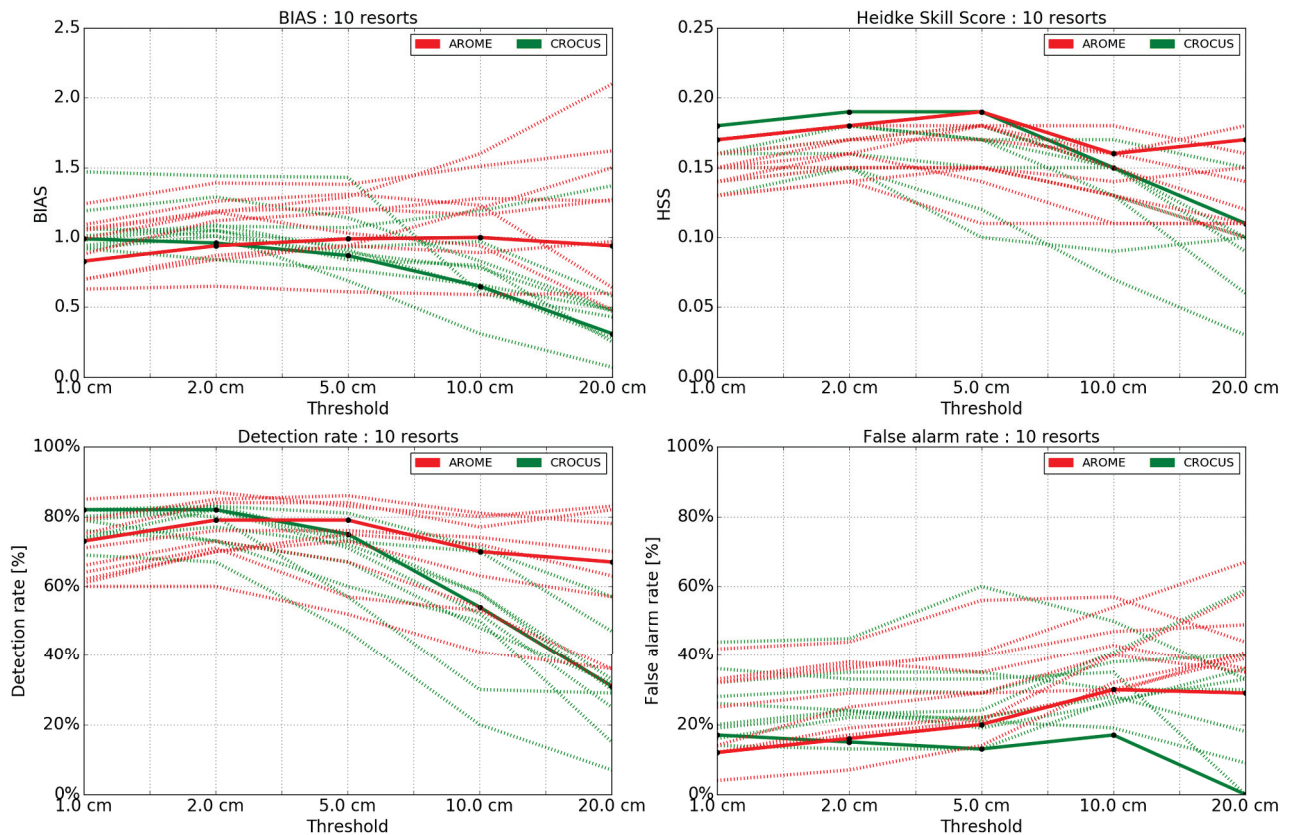 BIAS : 10 resorts
2.5
2.0
1.5
1.0
0.5
0.0
BIAS
AROME CROCUS
1.0 cm 2.0 cm 5.0 cm 10.0 cm 20.0 cm
Threshold
Heidke Skill Score : 10 resorts
0.25
0.20
0.15
0.10
0.05
0.00
HSS
AROME CROCUS
1.0 cm 2.0 cm 5.0 cm 10.0 cm 20.0 cm
Threshold
Detection rate : 10 resorts
100%
80%
60%
40%
20%
0%
Detection rate [%]
AROME CROCUS
1.0 cm 2.0 cm 5.0 cm 10.0 cm 20.0 cm
Threshold
False alarm rate : 10 resorts
100%
80%
60%
40%
20%
0%
False alarm rate [%]
AROME CROCUS
1.0 cm 2.0 cm 5.0 cm 10.0 cm 20.0 cm
Threshold